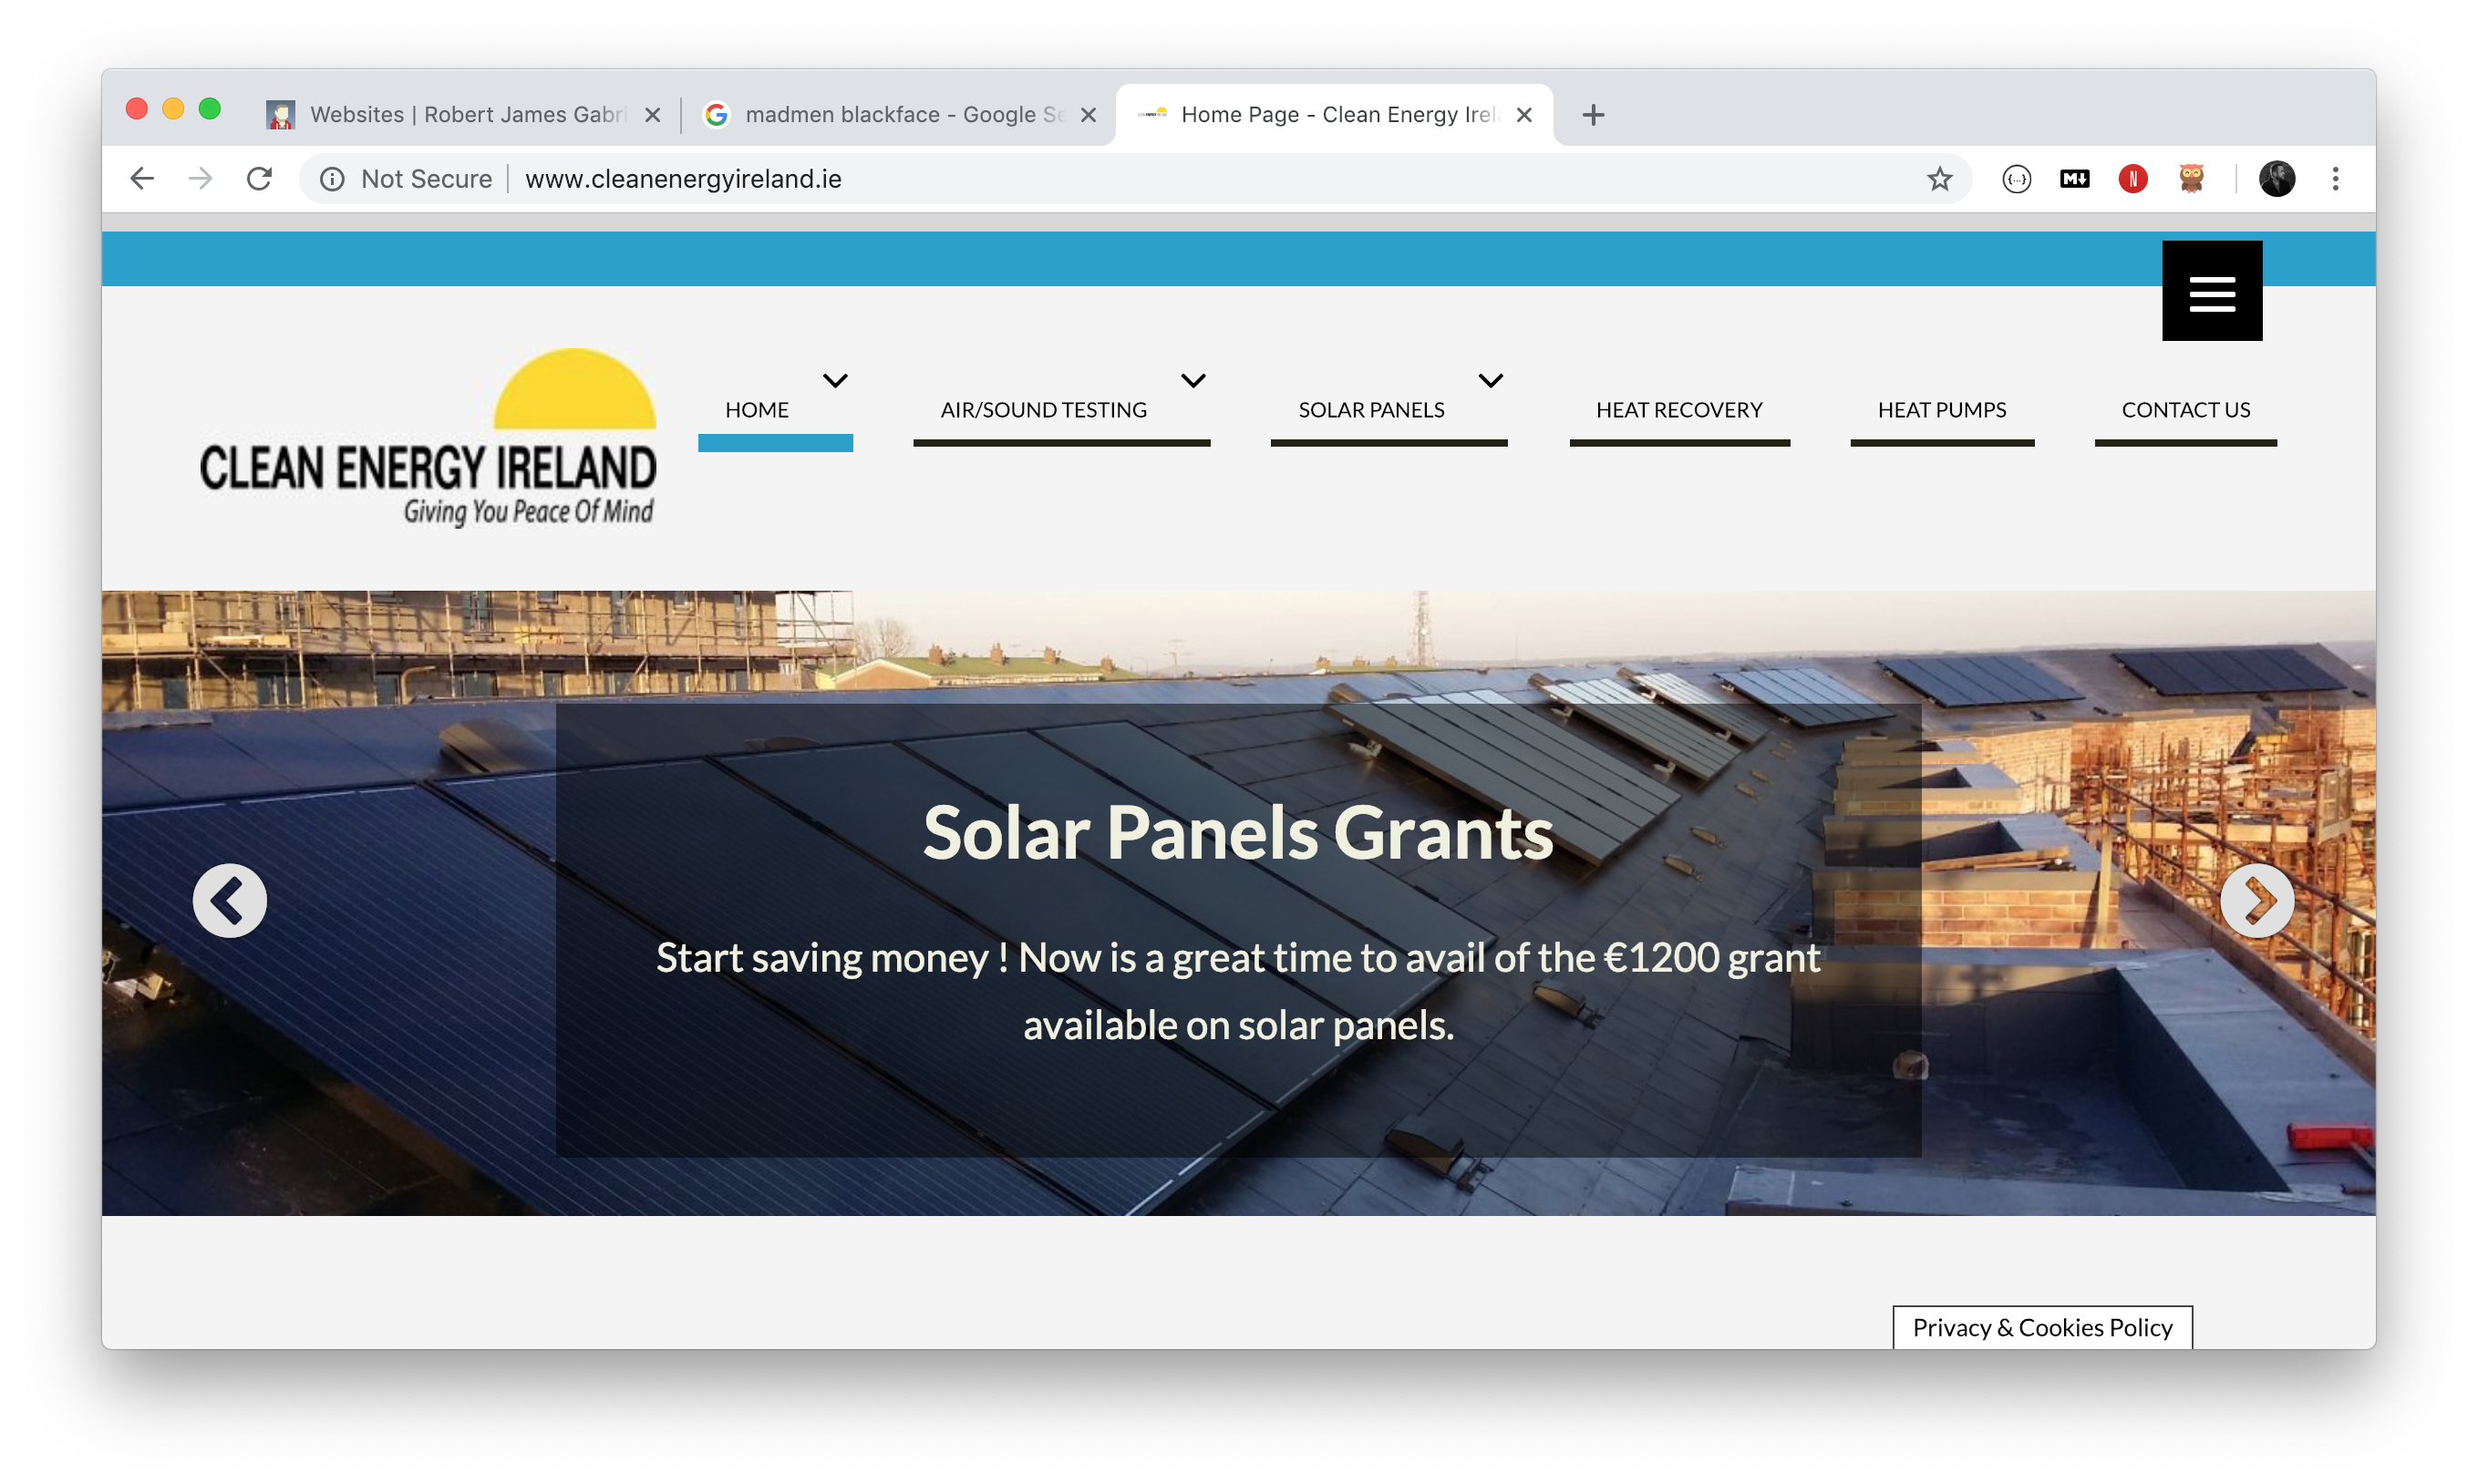 Websites | Robert James Gabri
madmen blackface - Google Se
Home Page - Clean Energy Irel
Not Secure
www.cleanenergyireland.ie
{...}
M
N
CLEAN ENERGY IRELAND
Giving You Peace Of Mind
HOME
AIR/SOUND TESTING
SOLAR PANELS
HEAT RECOVERY
HEAT PUMPS
CONTACT US
Solar Panels Grants
Start saving money ! Now is a great time to avail of the €1200 grant
available on solar panels.
Privacy & Cookies Policy